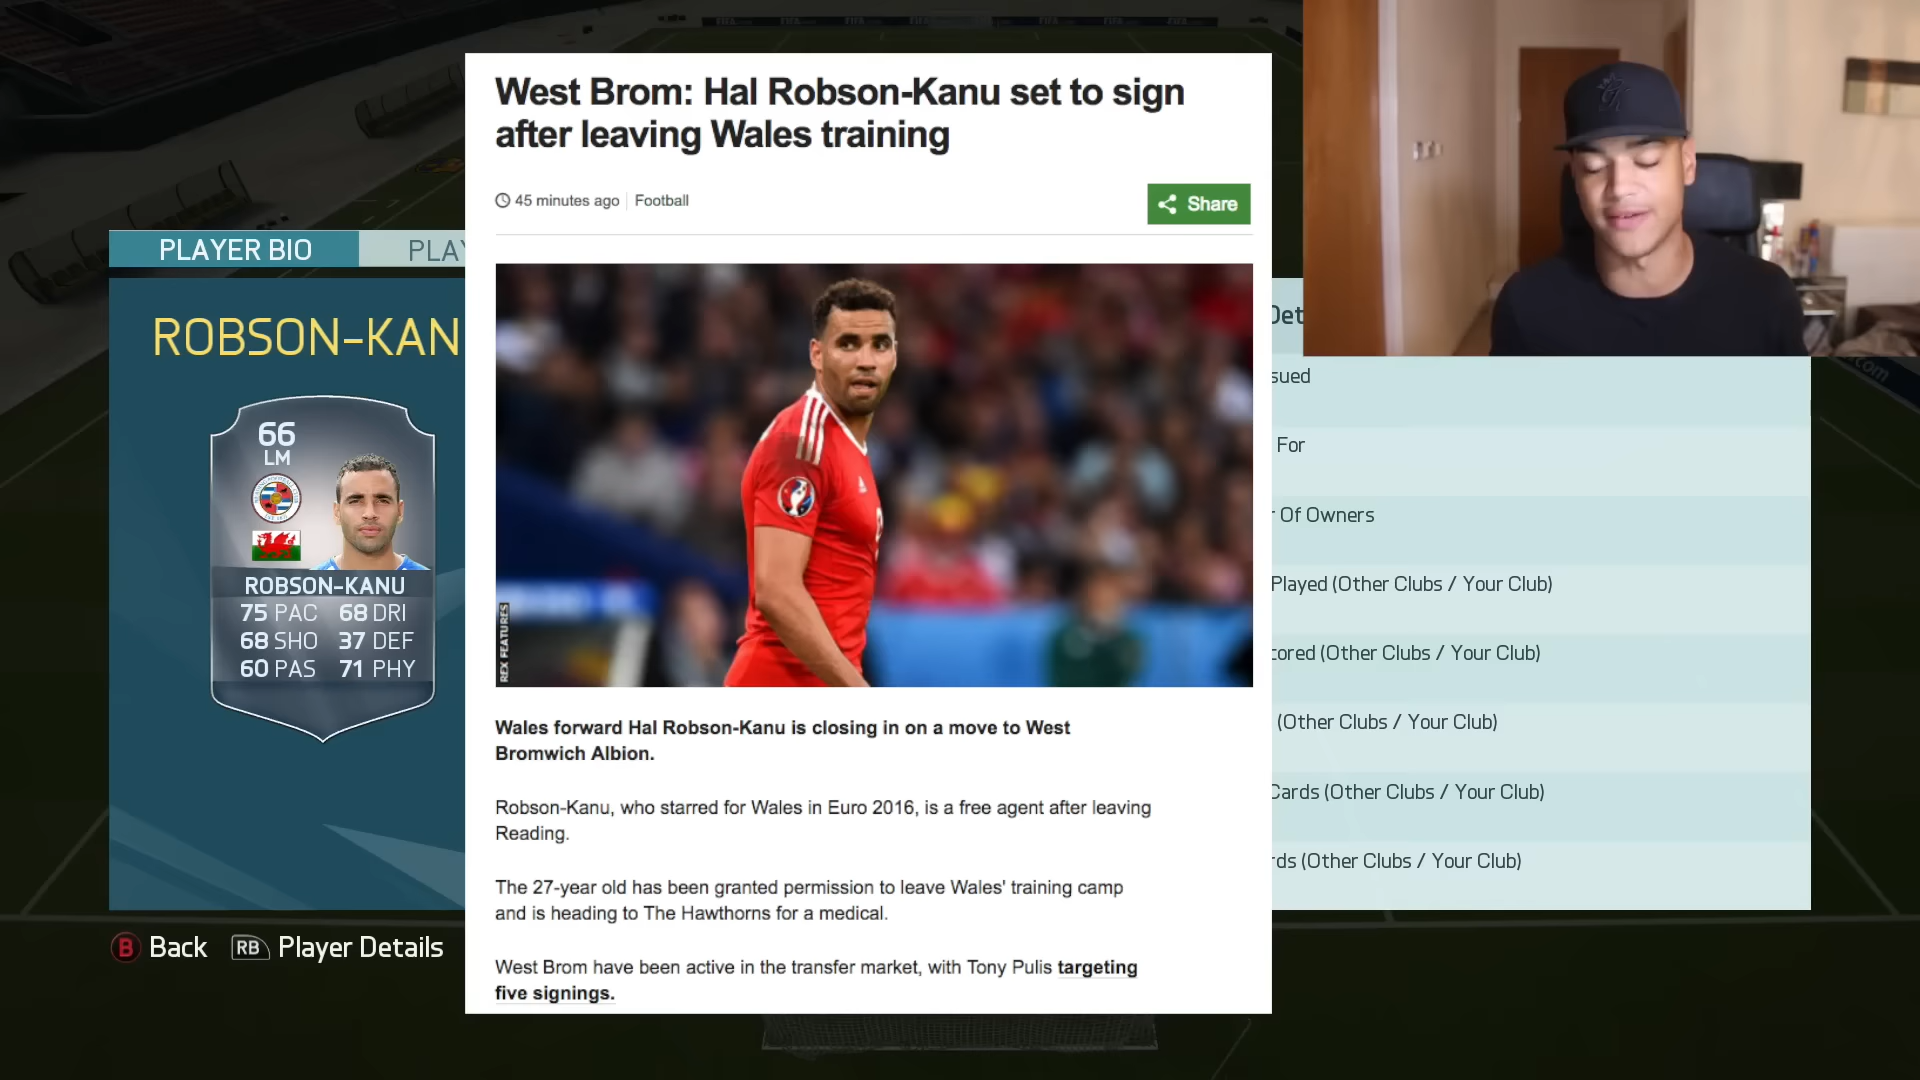 West Brom: Hal Robson-Kanu set to sign
after leaving Wales training
45 minutes ago Football
Share
PLAYER BIO PLAY
ROBSON-KAN
66
LM
ROBSON-KANU
75 PAC 68 DRI
68 SHO 37 DEF
60 PAS 71 PHY
REX FEATURES
Wales forward Hal Robson-Kanu is closing in on a move to West
Bromwich Albion.
Robson-Kanu, who starred for Wales in Euro 2016, is a free agent after leaving
Reading.
The 27-year old has been granted permission to leave Wales' training camp
and is heading to The Hawthorns for a medical.
West Brom have been active in the transfer market, with Tony Pulis targeting
five signings.
Det
sued
For
r Of Owners
Played (Other Clubs / Your Club)
cored (Other Clubs / Your Club)
(Other Clubs / Your Club)
Cards (Other Clubs / Your Club)
rds (Other Clubs / Your Club)
B Back RB Player Details